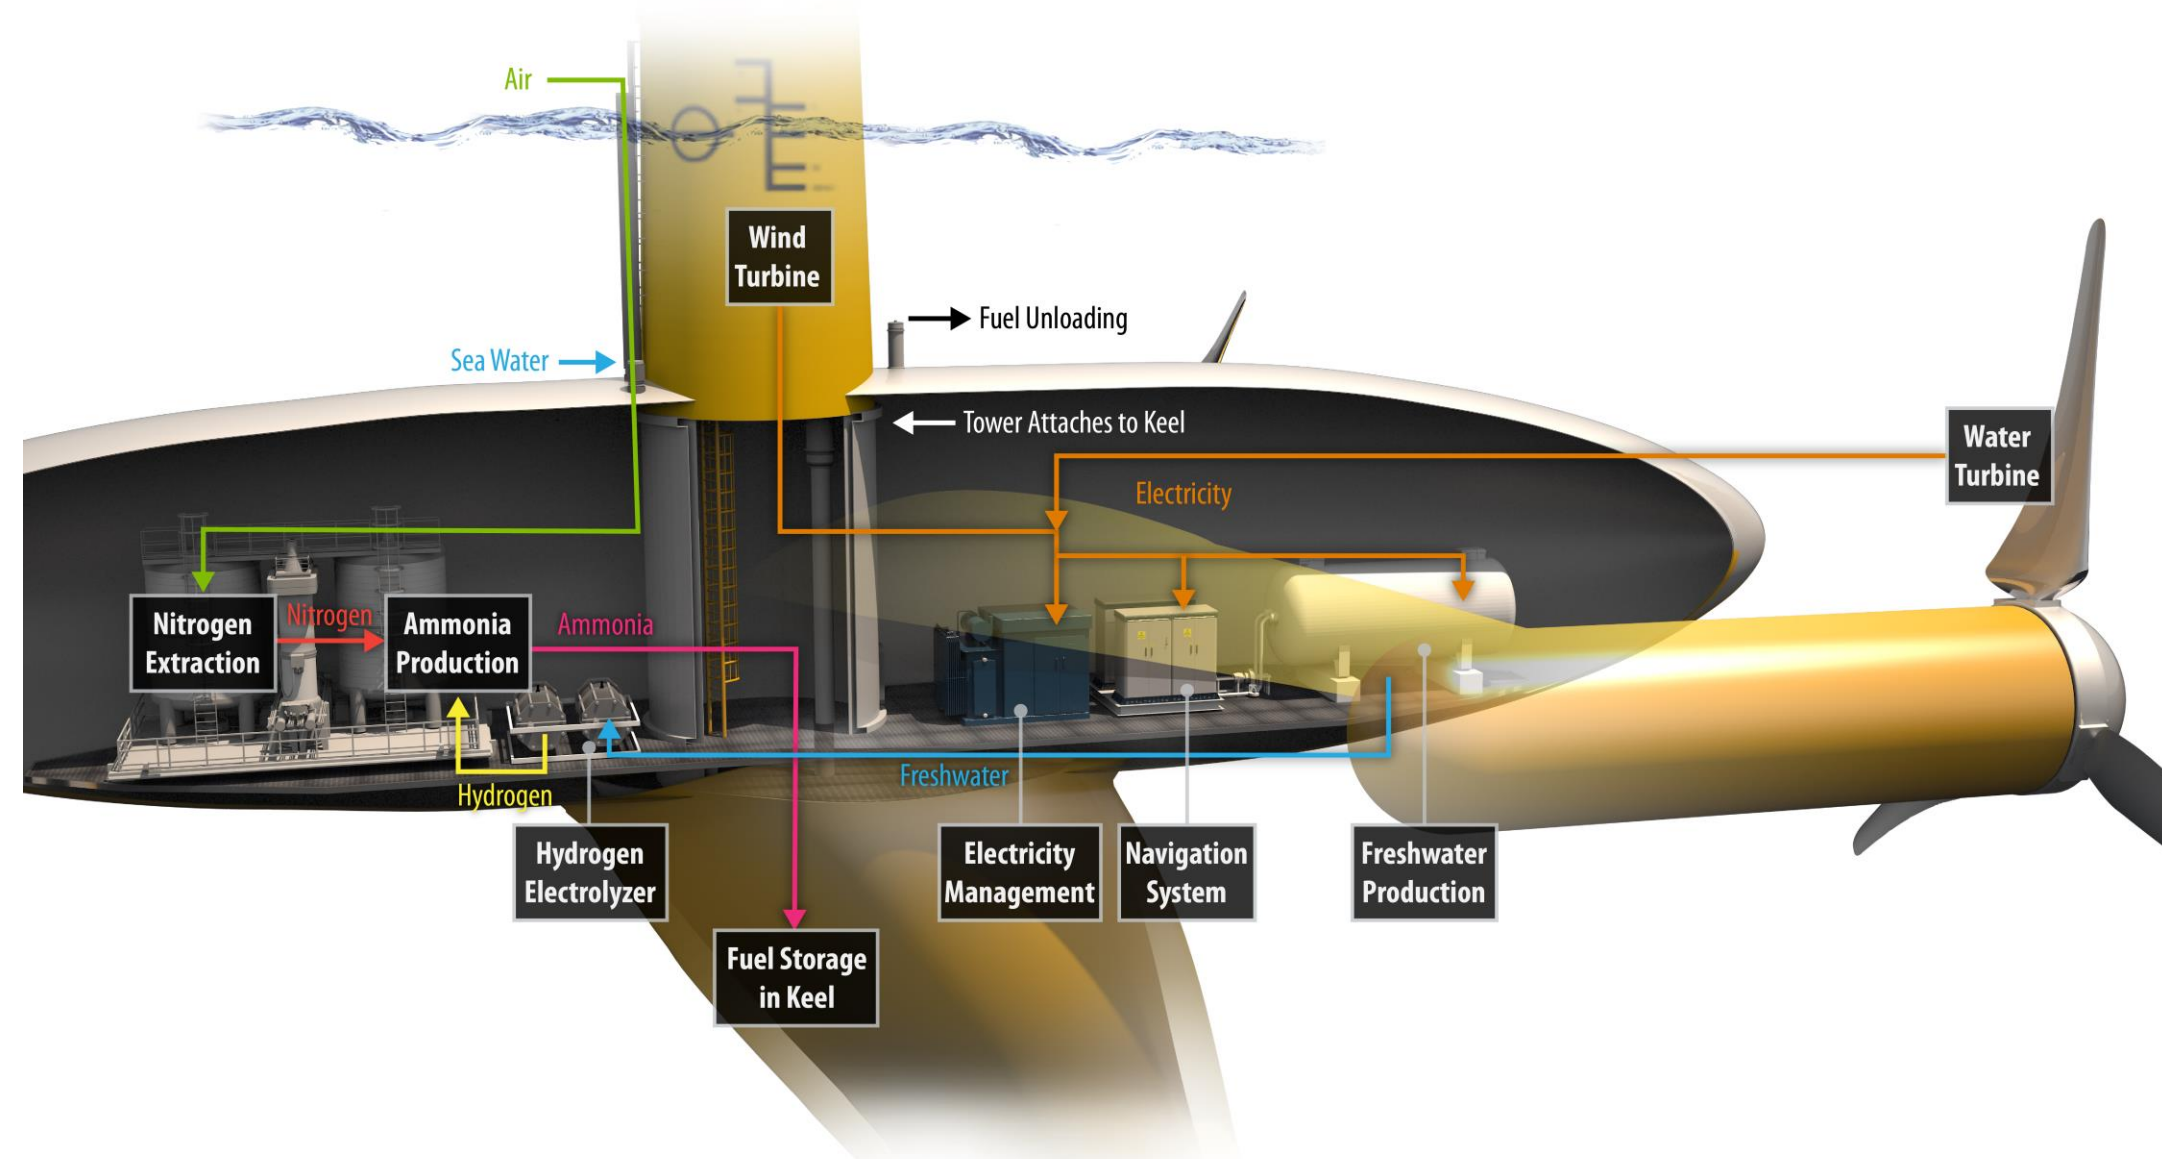 Air
Wind
Turbine
Fuel Unloading
Sea Water
Tower Attaches to Keel
Water
Turbine
Electricity
Nitrogen
Extraction
Nitrogen
Ammonia
Production
Ammonia
Freshwater
Hydrogen
Hydrogen
Electrolyzer
Electricity
Management
Navigation
System
Freshwater
Production
Fuel Storage
in Keel